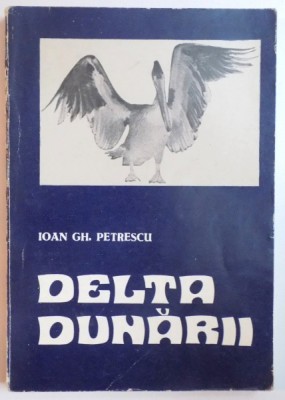 IOAN GH. PETRESCU
DELTA
DUNĂRII